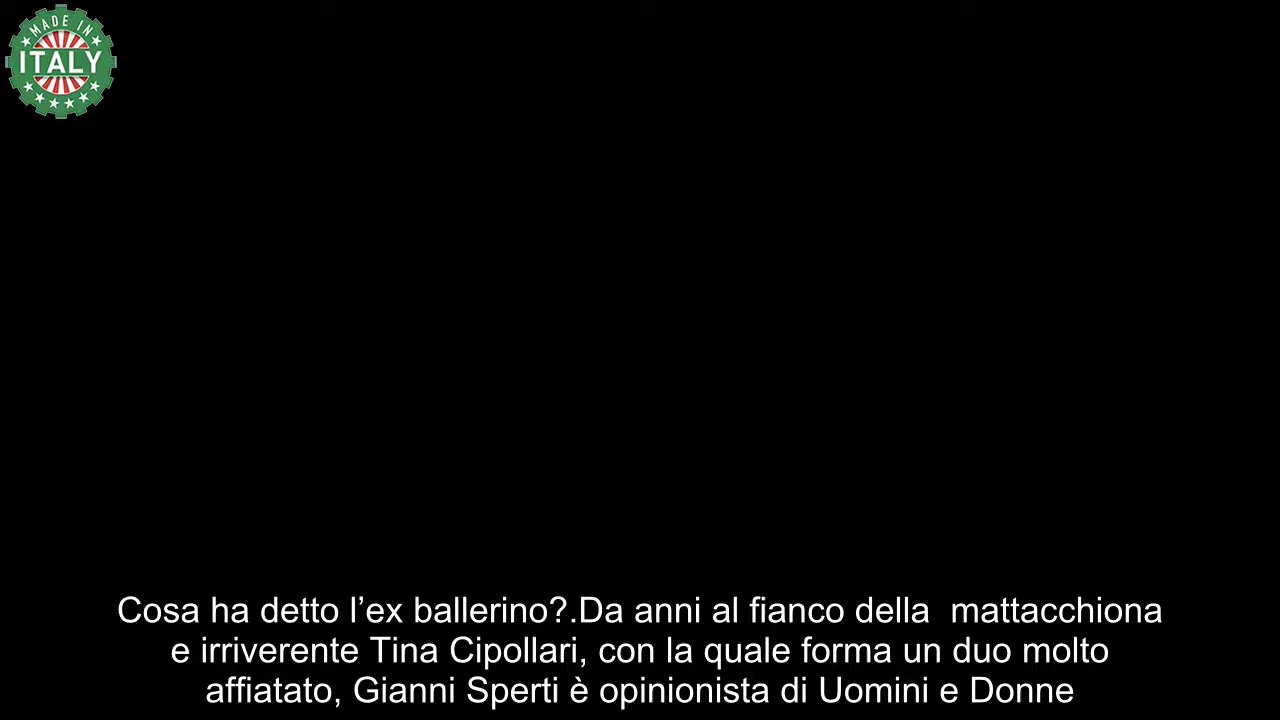 MADE IN
ITALY
Cosa ha detto l’ex ballerino?.Da anni al fianco della  mattacchiona
e irriverente Tina Cipollari, con la quale forma un duo molto
affiatato, Gianni Sperti è opinionista di Uomini e Donne